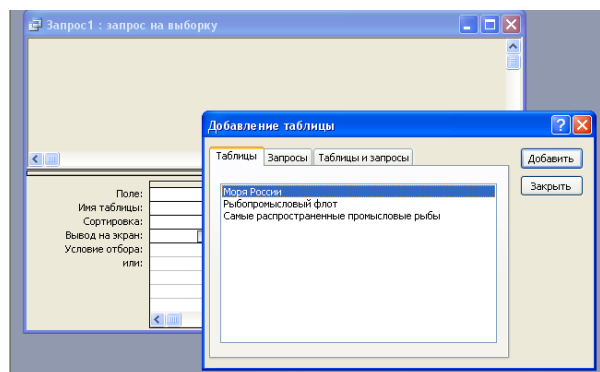 Запрос1 : запрос на выборку
Добавление таблицы
Таблицы Запросы Таблицы и запросы
Добавить
Закрыть
Моря России
Рыбопромысловый флот
Самые распространенные промысловые рыбы
Поле:
Имя таблицы:
Сортировка:
Вывод на экран:
Условие отбора:
или: